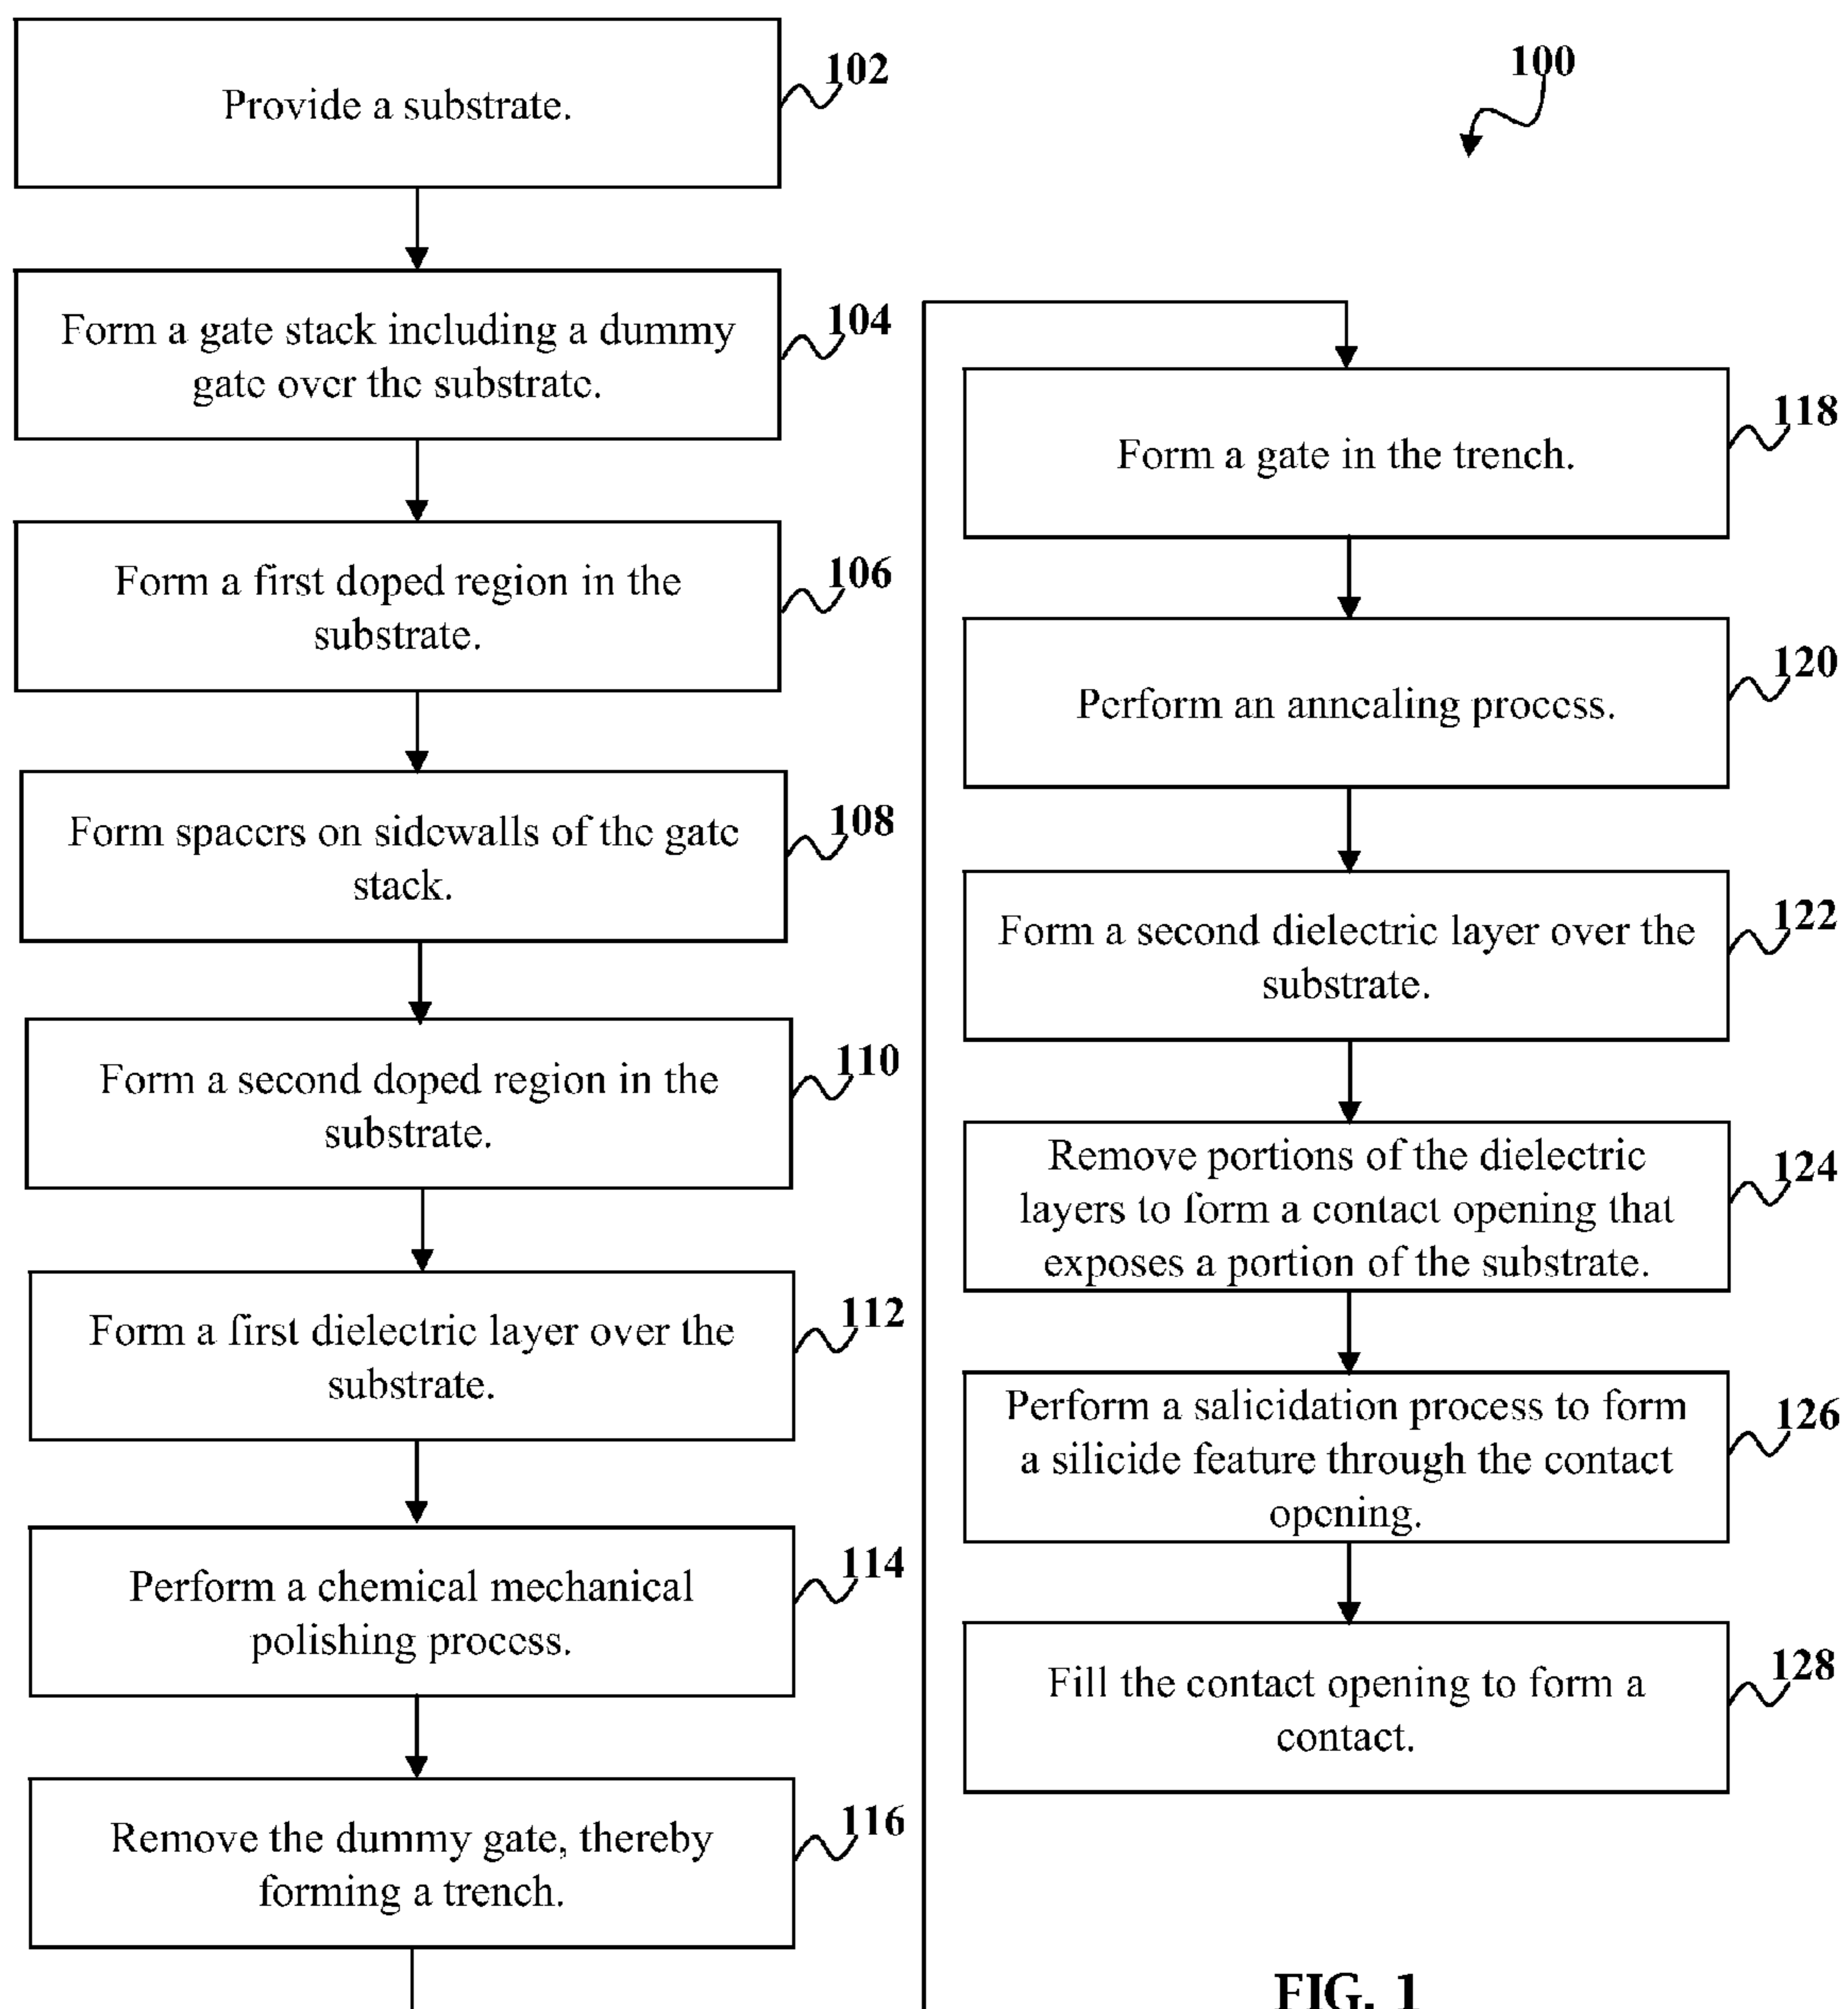 Provide a substrate.
102
Form a gate stack including a dummy
gate over the substrate.
104
Form a first doped region in the
substrate.
106
Form spacers on sidewalls of the gate
stack.
108
Form a second doped region in the
substrate.
110
Form a first dielectric layer over the
substrate.
112
Perform a chemical mechanical
polishing process.
114
Remove the dummy gate, thereby
forming a trench.
116
100
Form a gate in the trench.
118
Perform an annealing process.
120
Form a second dielectric layer over the
substrate.
122
Remove portions of the dielectric
layers to form a contact opening that
exposes a portion of the substrate.
124
Perform a salicidation process to form
a silicide feature through the contact
opening.
126
Fill the contact opening to form a
contact.
128
FIG. 1